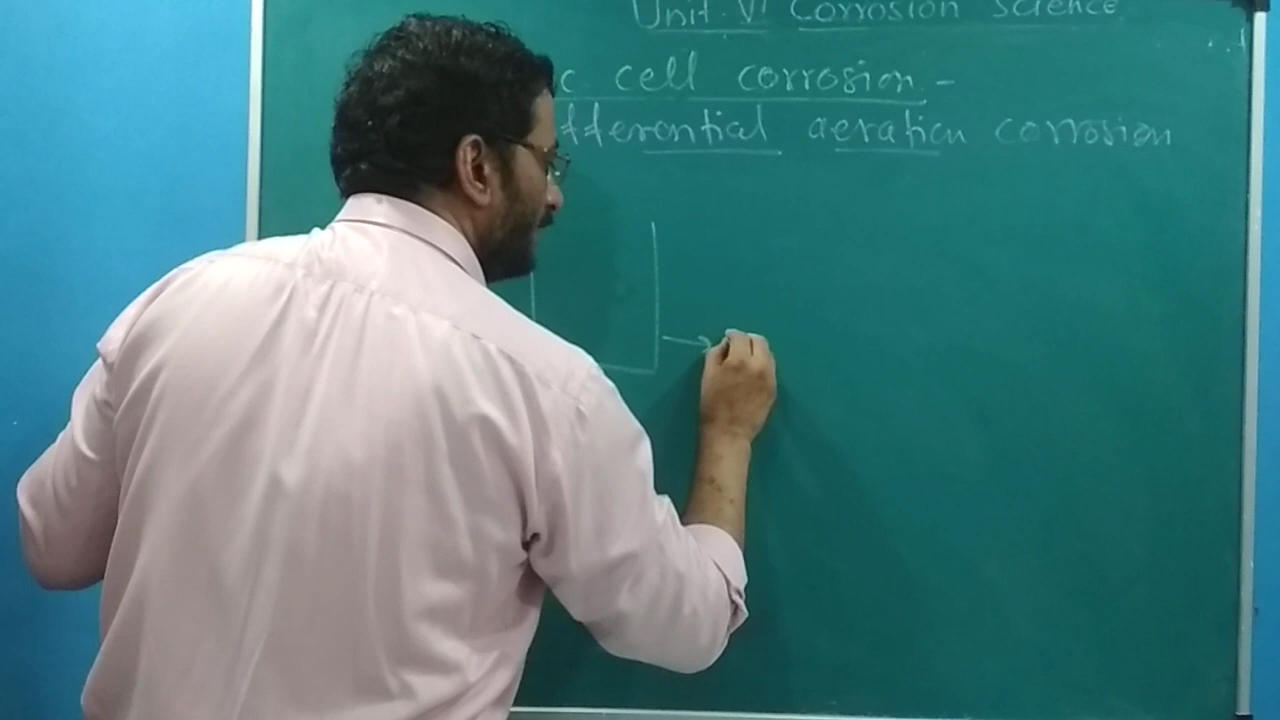 Unit. VI Corrosion Science
c cell corrosion -
fferential aeration corrosion